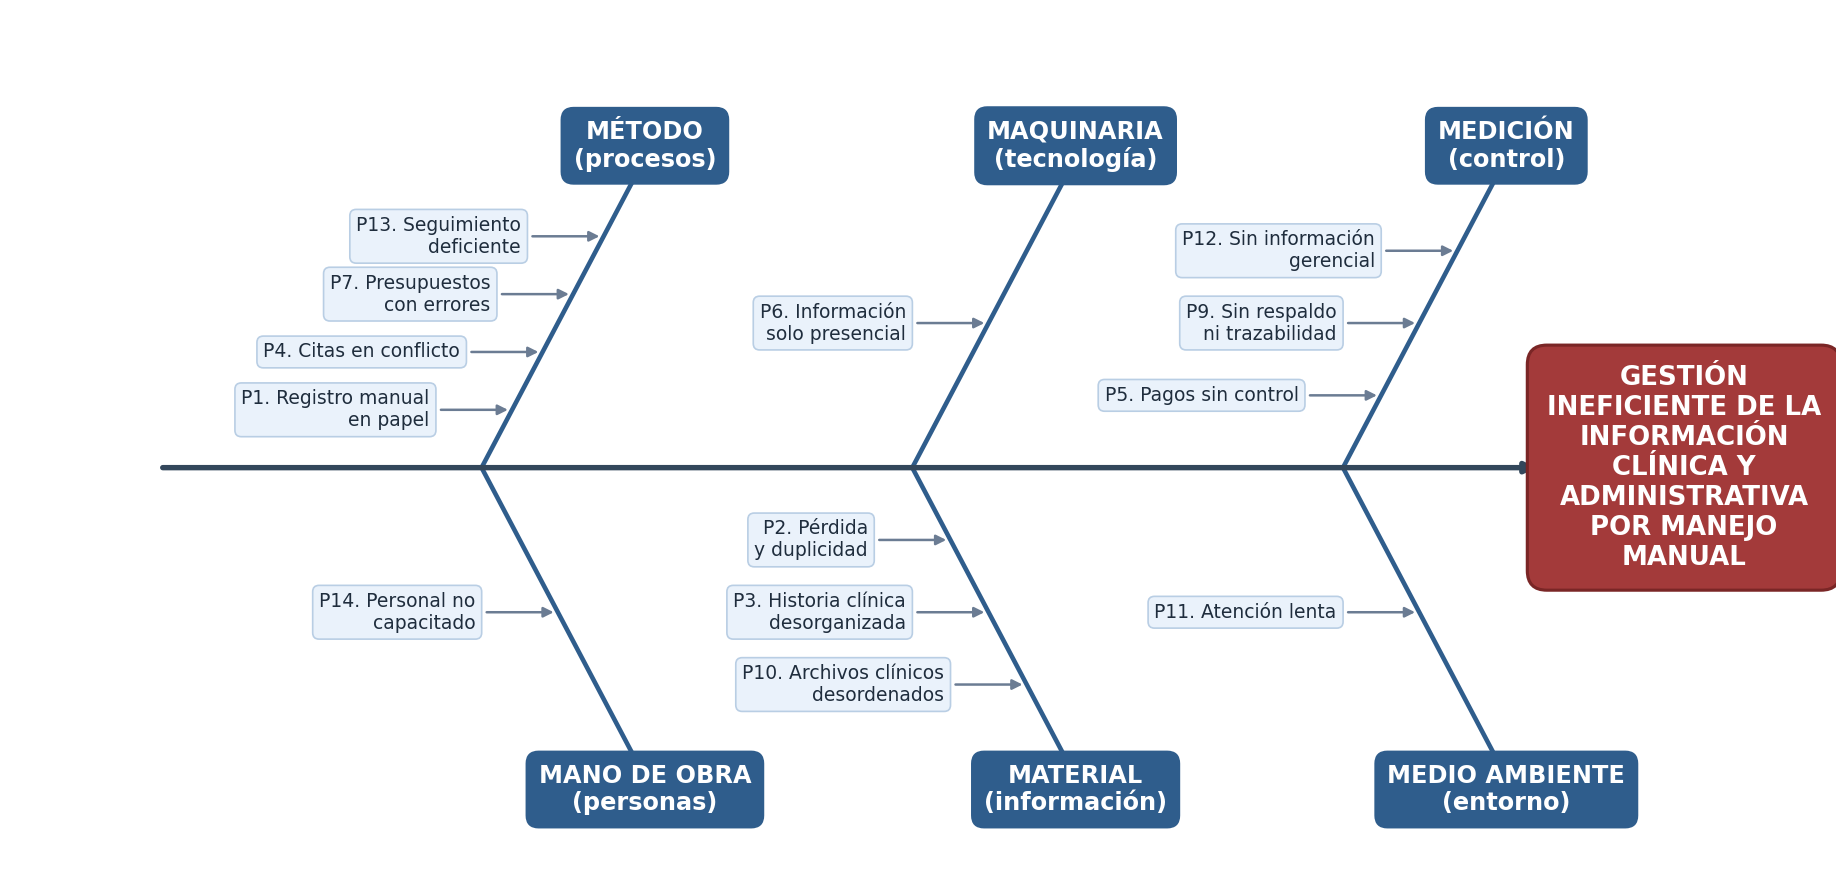 MÉTODO
(procesos)
MAQUINARIA
(tecnología)
MEDICIÓN
(control)
P13. Seguimiento
deficiente
P7. Presupuestos
con errores
P4. Citas en conflicto
P1. Registro manual
en papel
P6. Información
solo presencial
P12. Sin información
gerencial
P9. Sin respaldo
ni trazabilidad
P5. Pagos sin control
GESTIÓN
INEFICIENTE DE LA
INFORMACIÓN
CLÍNICA Y
ADMINISTRATIVA
POR MANEJO
MANUAL
P14. Personal no
capacitado
P2. Pérdida
y duplicidad
P3. Historia clínica
desorganizada
P10. Archivos clínicos
desordenados
P11. Atención lenta
MANO DE OBRA
(personas)
MATERIAL
(información)
MEDIO AMBIENTE
(entorno)